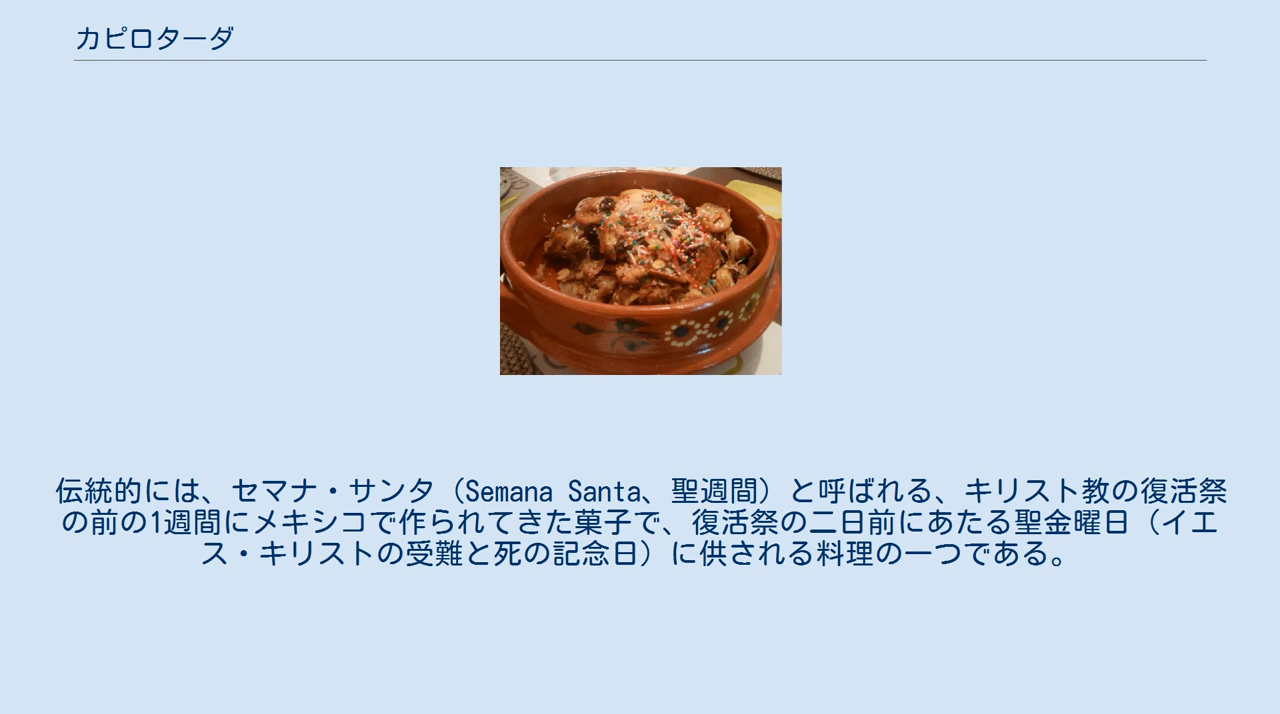 カピロターダ
伝統的には、セマナ・サンタ（Semana Santa、聖週間）と呼ばれる、キリスト教の復活祭
の前の1週間にメキシコで作られてきた菓子で、復活祭の二日前にあたる聖金曜日（イエ
ス・キリストの受難と死の記念日）に供される料理の一つである。